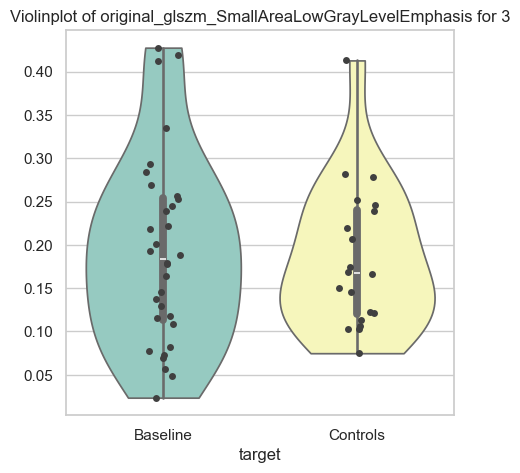 Violinplot of original_glszm_SmallAreaLowGrayLevelEmphasis for 3
0.40
0.35
0.30
0.25
0.20
0.15
0.10
0.05
Baseline
Controls
target